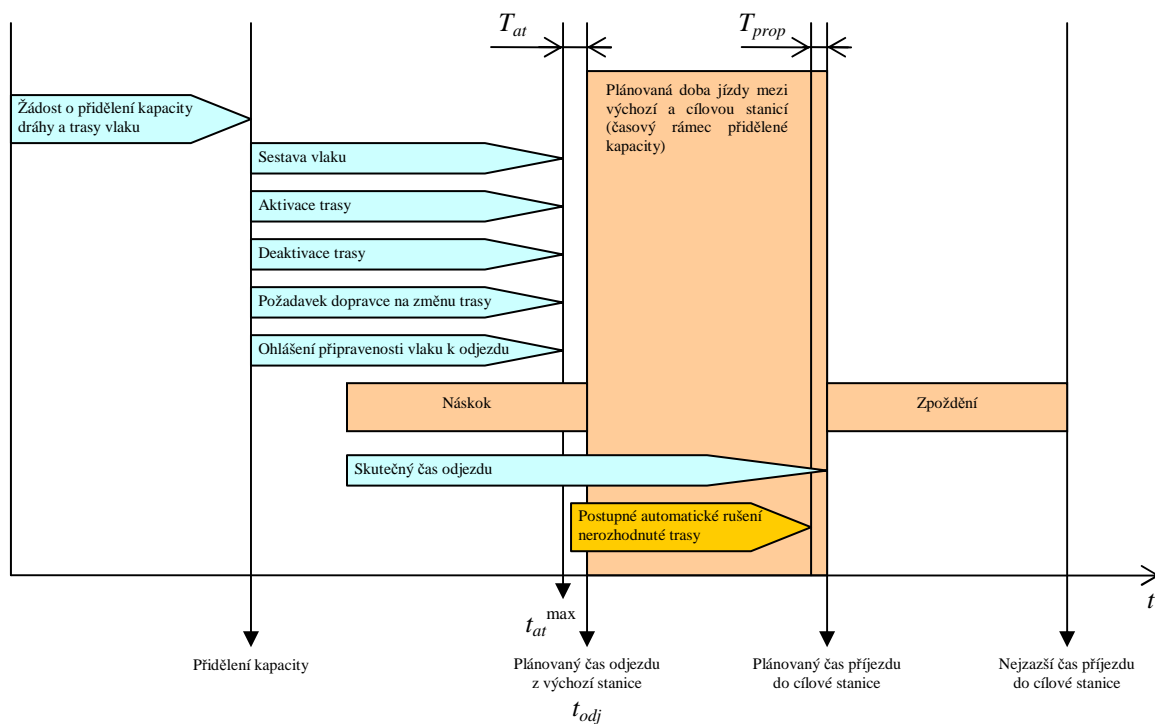 T_at
T_prop
Žádost o přidělení kapacity
dráhy a trasy vlaku
Plánovaná doba jízdy mezi
výchozí a cílovou stanicí
(časový rámec přidělené
kapacity)
Sestava vlaku
Aktivace trasy
Deaktivace trasy
Požadavek dopravce na změnu trasy
Ohlášení připravenosti vlaku k odjezdu
Náskok
Zpoždění
Skutečný čas odjezdu
Postupné automatické rušení
nerozhodnuté trasy
t
t_at^max
Přidělení kapacity
Plánovaný čas odjezdu
z výchozí stanice
t_odj
Plánovaný čas příjezdu
do cílové stanice
Nejzazší čas příjezdu
do cílové stanice